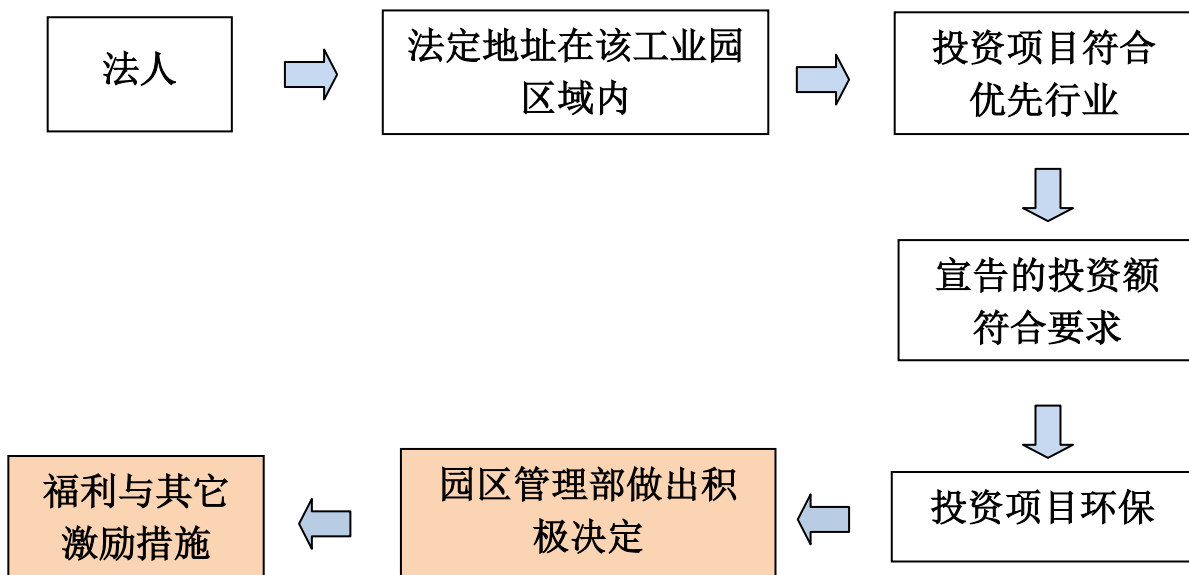 法人
法定地址在该工业园
区域内
投资项目符合
优先行业
宣告的投资额
符合要求
投资项目环保
园区管理部做出积
极决定
福利与其它
激励措施